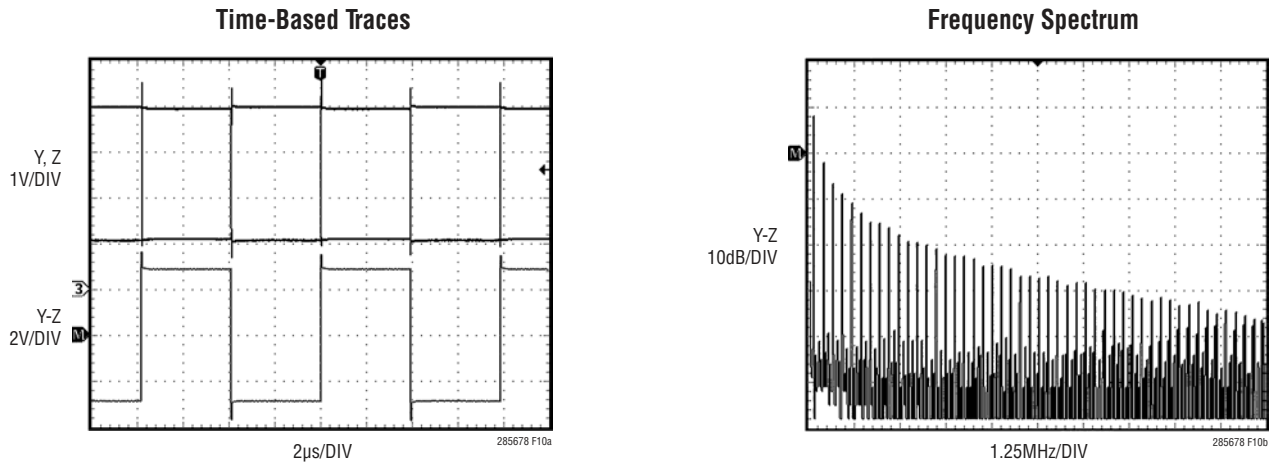 Time-Based Traces
T
Y, Z
1V/DIV
3
Y-Z
2V/DIV
M
2µs/DIV
285678 F10a
Frequency Spectrum
M
Y-Z
10dB/DIV
1.25MHz/DIV
285678 F10b